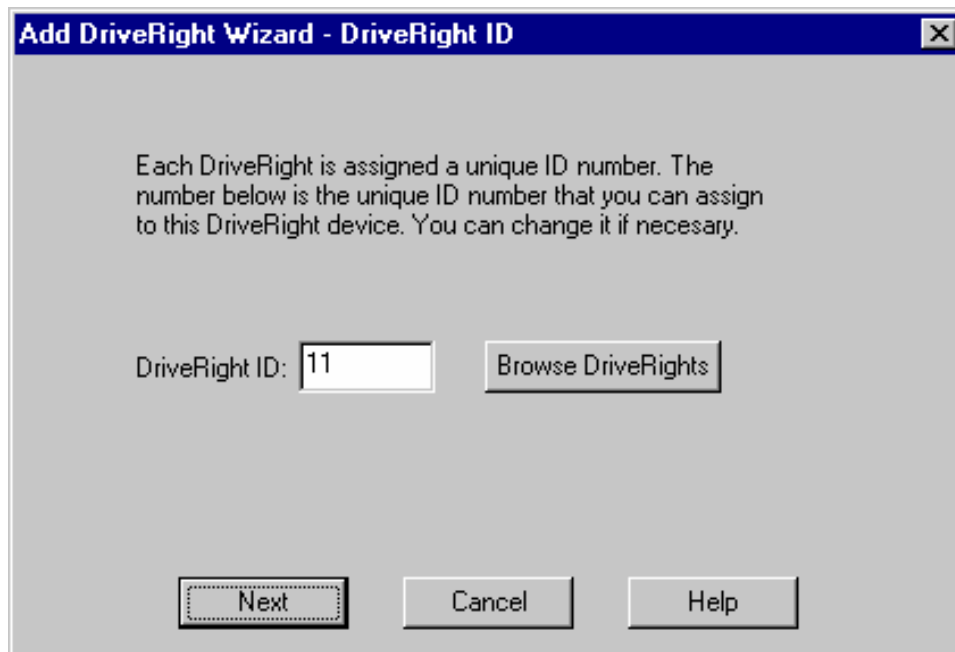 Add DriveRight Wizard - DriveRight ID
Each DriveRight is assigned a unique ID number. The
number below is the unique ID number that you can assign
to this DriveRight device. You can change it if necesary.
DriveRight ID: 11 Browse DriveRights
Next Cancel Help